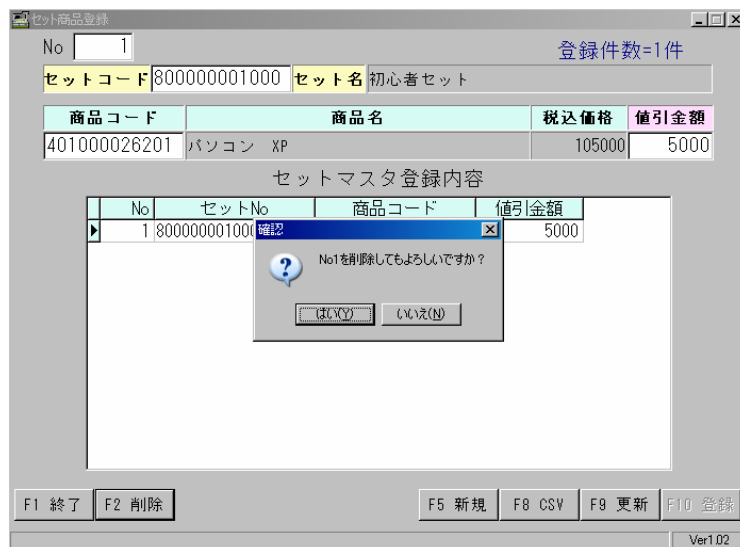 セット商品登録
No 1 登録件数=1件
セットコード 800000001000 セット名 初心者セット
商品コード 商品名 税込価格 値引金額
401000026201 パソコン XP 105000 5000
セットマスタ登録内容
No セットNo 商品コード 値引金額
1 800000001000 5000
確認
No1を削除してもよろしいですか？
はい(Y) いいえ(N)
F1 終了 F2 削除 F5 新規 F8 CSV F9 更新 F10 登録
Ver1.02